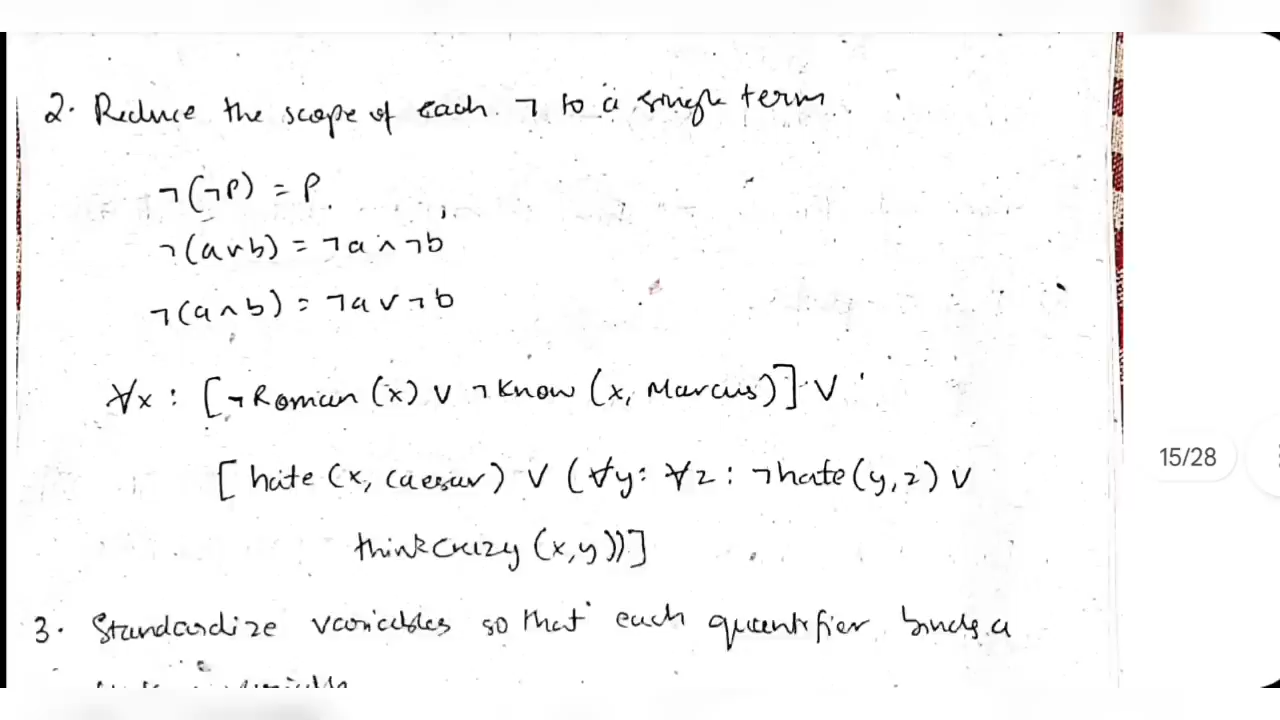 2. Reduce the scope of each ¬ to a single term.
¬(¬P) = P.
¬(a∨b) = ¬a ∧ ¬b
¬(a∧b) = ¬a ∨ ¬b
∀x : [¬Roman (x) ∨ ¬Know (x, Marcus)] ∨
[hate (x, Caesar) ∨ (∀y: ∀z : ¬hate (y, z) ∨
thinkcrazy (x, y))]
15/28
3. Standardize variables so that each quantifier binds a